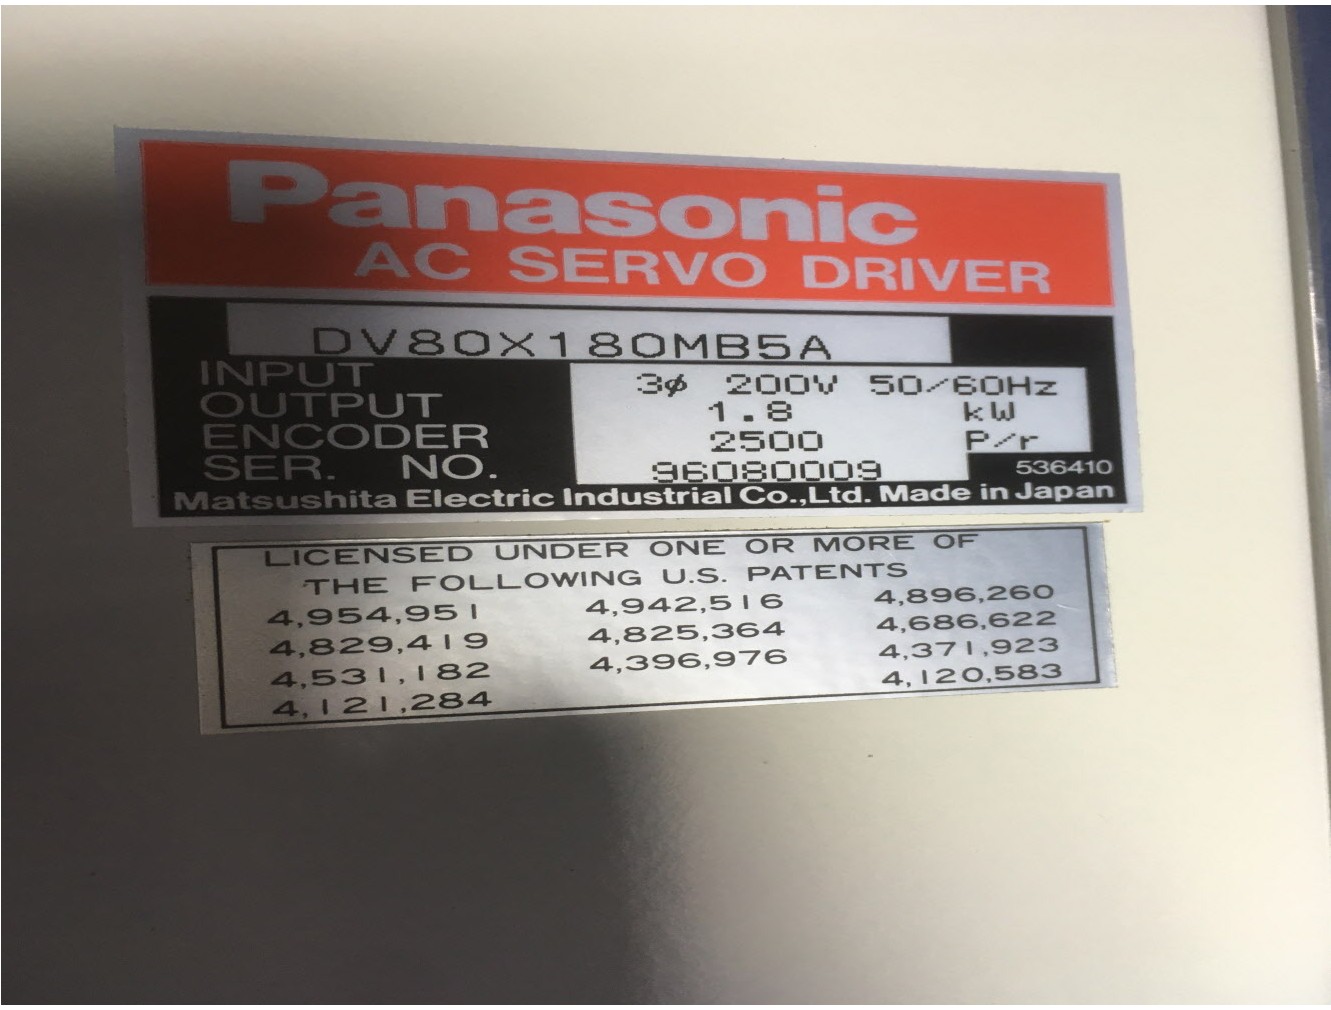 Panasonic
AC SERVO DRIVER
DV80X180MB5A
INPUT 3ø 200V 50/60Hz
OUTPUT 1.8 kW
ENCODER 2500 P/r
SER. NO. 96080009 536410
Matsushita Electric Industrial Co.,Ltd. Made in Japan
LICENSED UNDER ONE OR MORE OF
THE FOLLOWING U.S. PATENTS
4,954,951 4,942,516 4,896,260
4,829,419 4,825,364 4,686,622
4,531,182 4,396,976 4,371,923
4,121,284 4,120,583